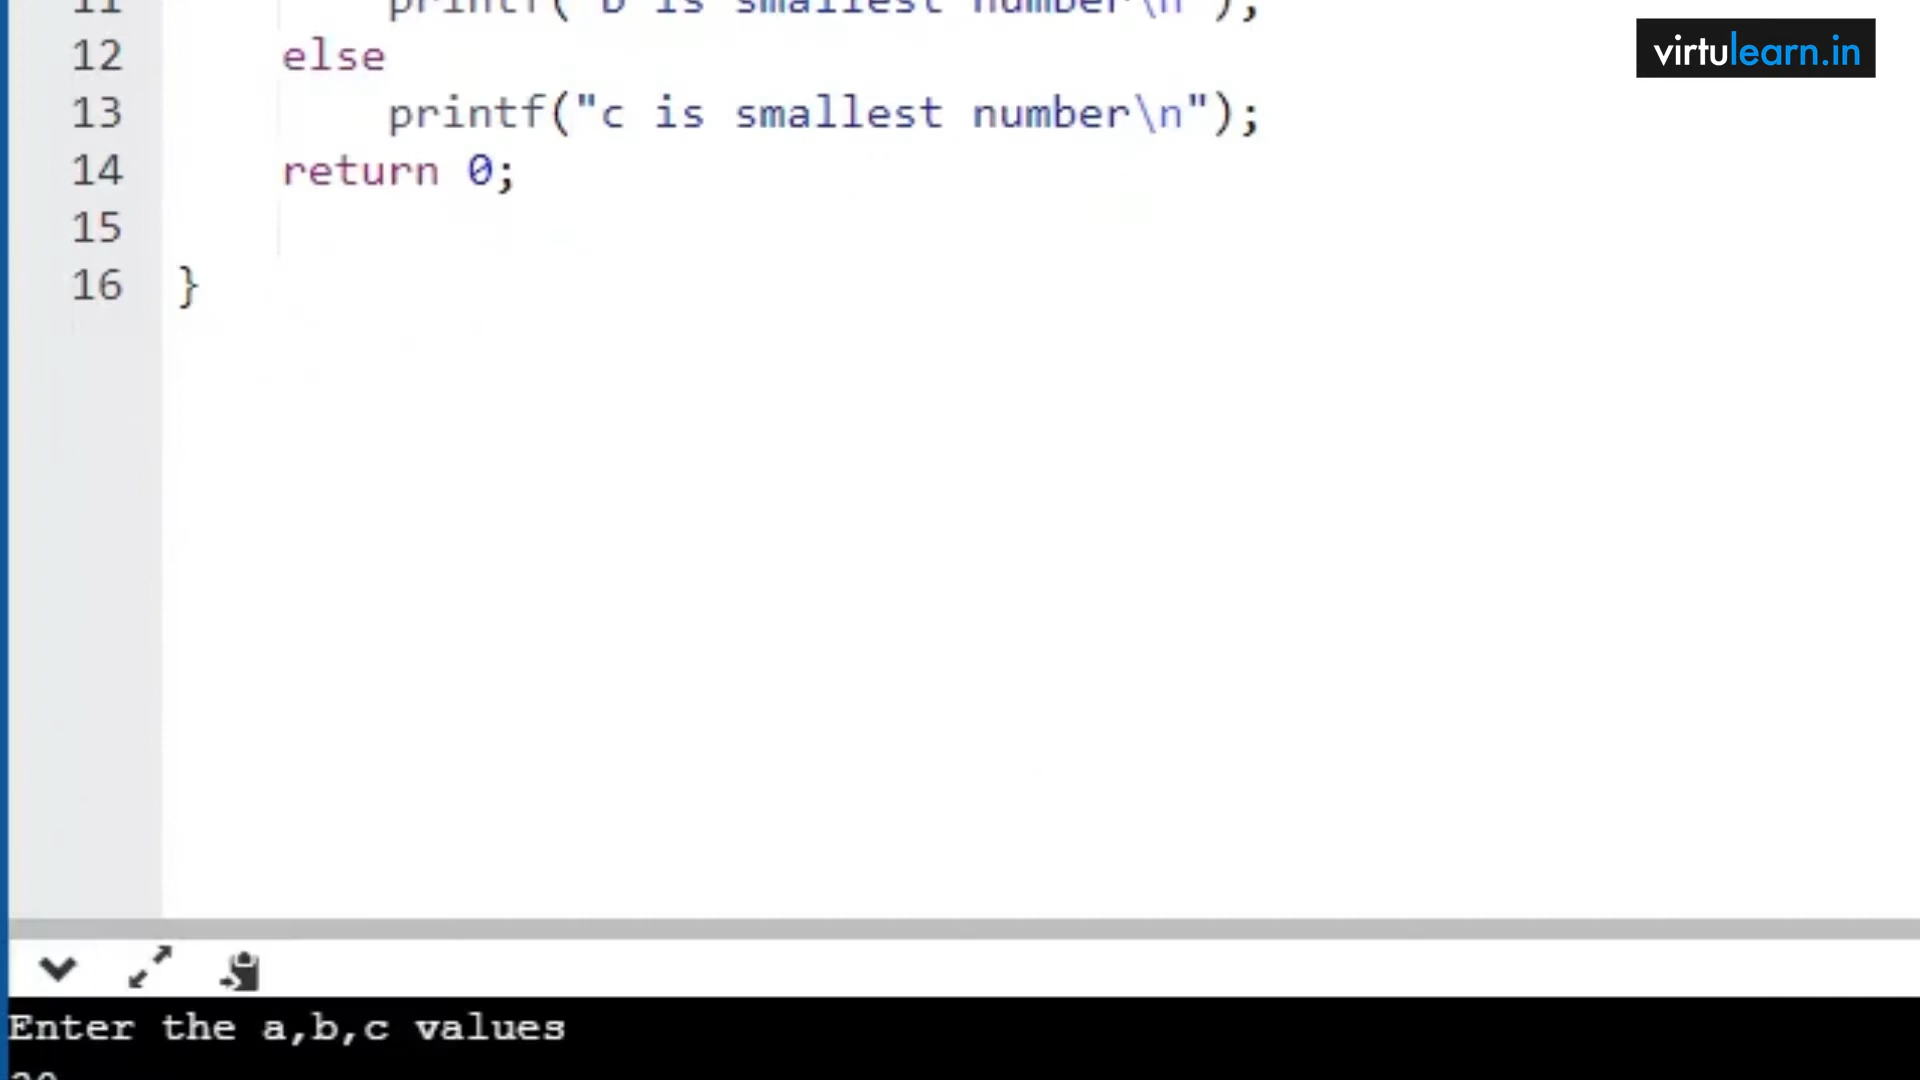 11 printf("b is smallest number\n");
virtulearn.in
12 else
13 printf("c is smallest number\n");
14 return 0;
15
16 }
Enter the a,b,c values